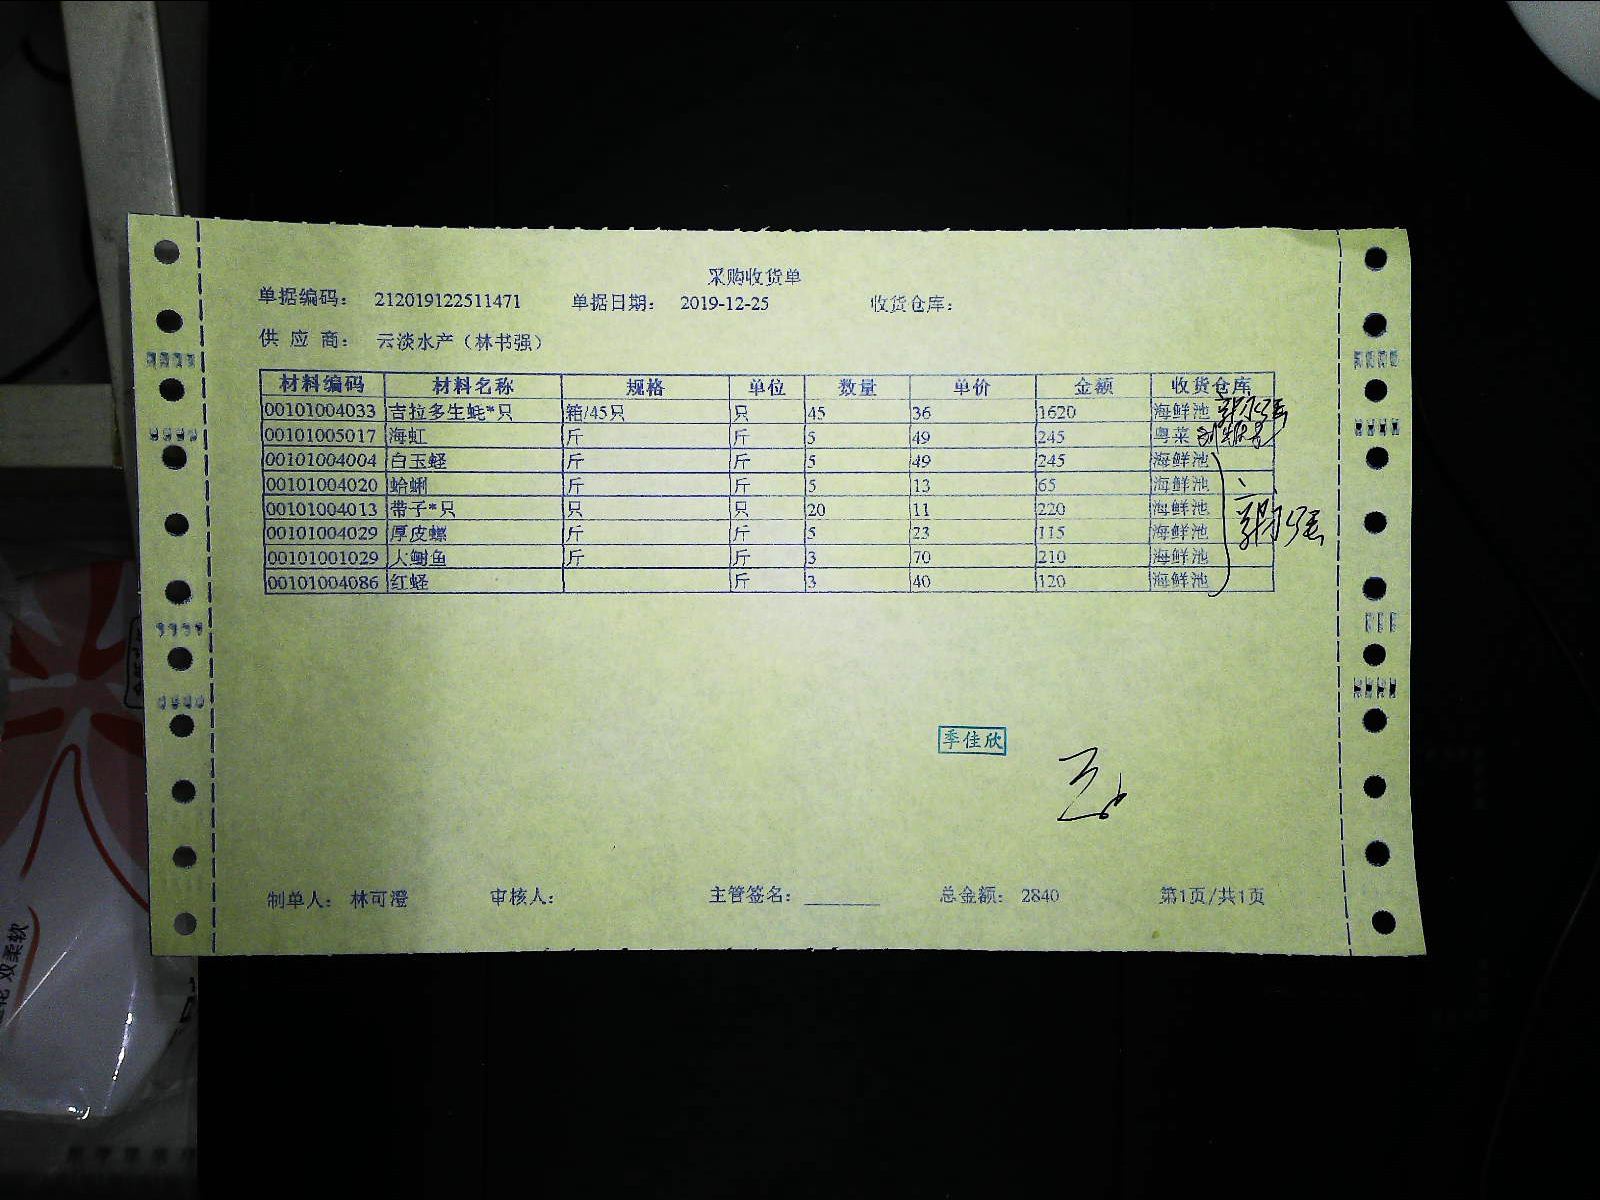 采购收货单
单据编码： 212019122511471 单据日期： 2019-12-25 收货仓库：
供 应 商： 云淡水产（林书强）
材料编码 材料名称 规格 单位 数量 单价 金额 收货仓库
00101004033 吉拉多生蚝*只 箱/45只 只 45 36 1620 海鲜池
00101005017 海虹 斤 斤 5 49 245 粤菜
00101004004 白玉蛏 斤 斤 5 49 245 海鲜池
00101004020 蛤蜊 斤 斤 5 13 65 海鲜池
00101004013 带子*只 只 只 20 11 220 海鲜池
00101004029 厚皮螺 斤 斤 5 23 115 海鲜池
00101001029 人鲥鱼 斤 斤 3 70 210 海鲜池
00101004086 红蛏 斤 3 40 120 海鲜池
季佳欣
制单人： 林可澄 审核人： 主管签名： 总金额： 2840 第1页/共1页
双柔软